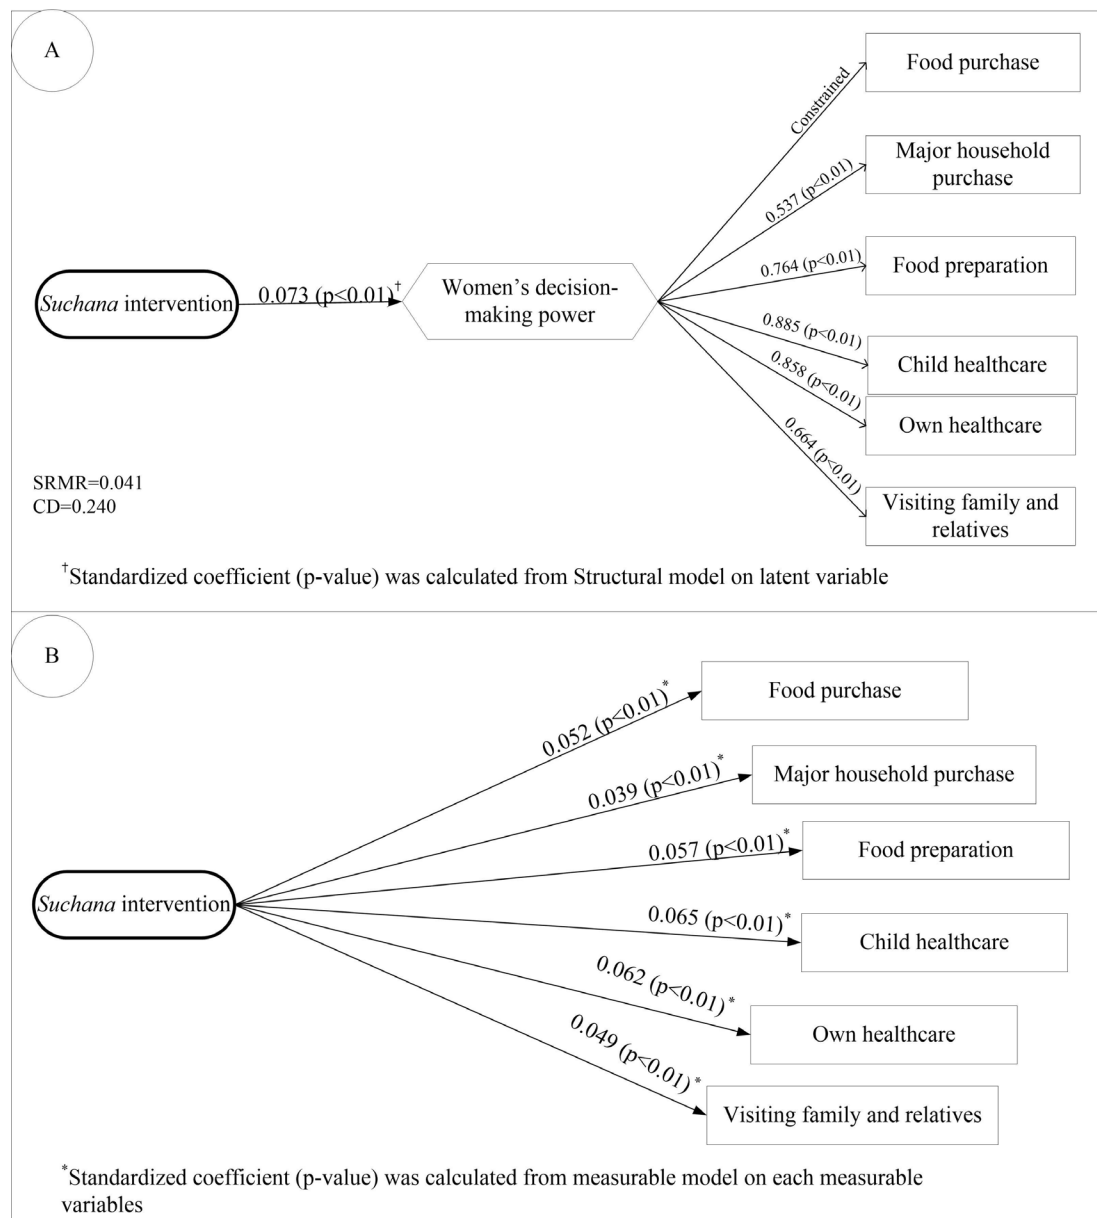 A
Food purchase
Constrained
Major household
purchase
0.537 (p<0.01)
Food preparation
0.764 (p<0.01)
Suchana intervention
0.073 (p<0.01)†
Women's decision-
making power
0.885 (p<0.01)
Child healthcare
0.858 (p<0.01)
Own healthcare
0.664 (p<0.01)
Visiting family and
relatives
SRMR=0.041
CD=0.240
†Standardized coefficient (p-value) was calculated from Structural model on latent variable
B
Food purchase
0.052 (p<0.01)*
Major household purchase
0.039 (p<0.01)*
Food preparation
0.057 (p<0.01)*
Suchana intervention
0.065 (p<0.01)*
Child healthcare
0.062 (p<0.01)*
Own healthcare
0.049 (p<0.01)*
Visiting family and relatives
*Standardized coefficient (p-value) was calculated from measurable model on each measurable
variables